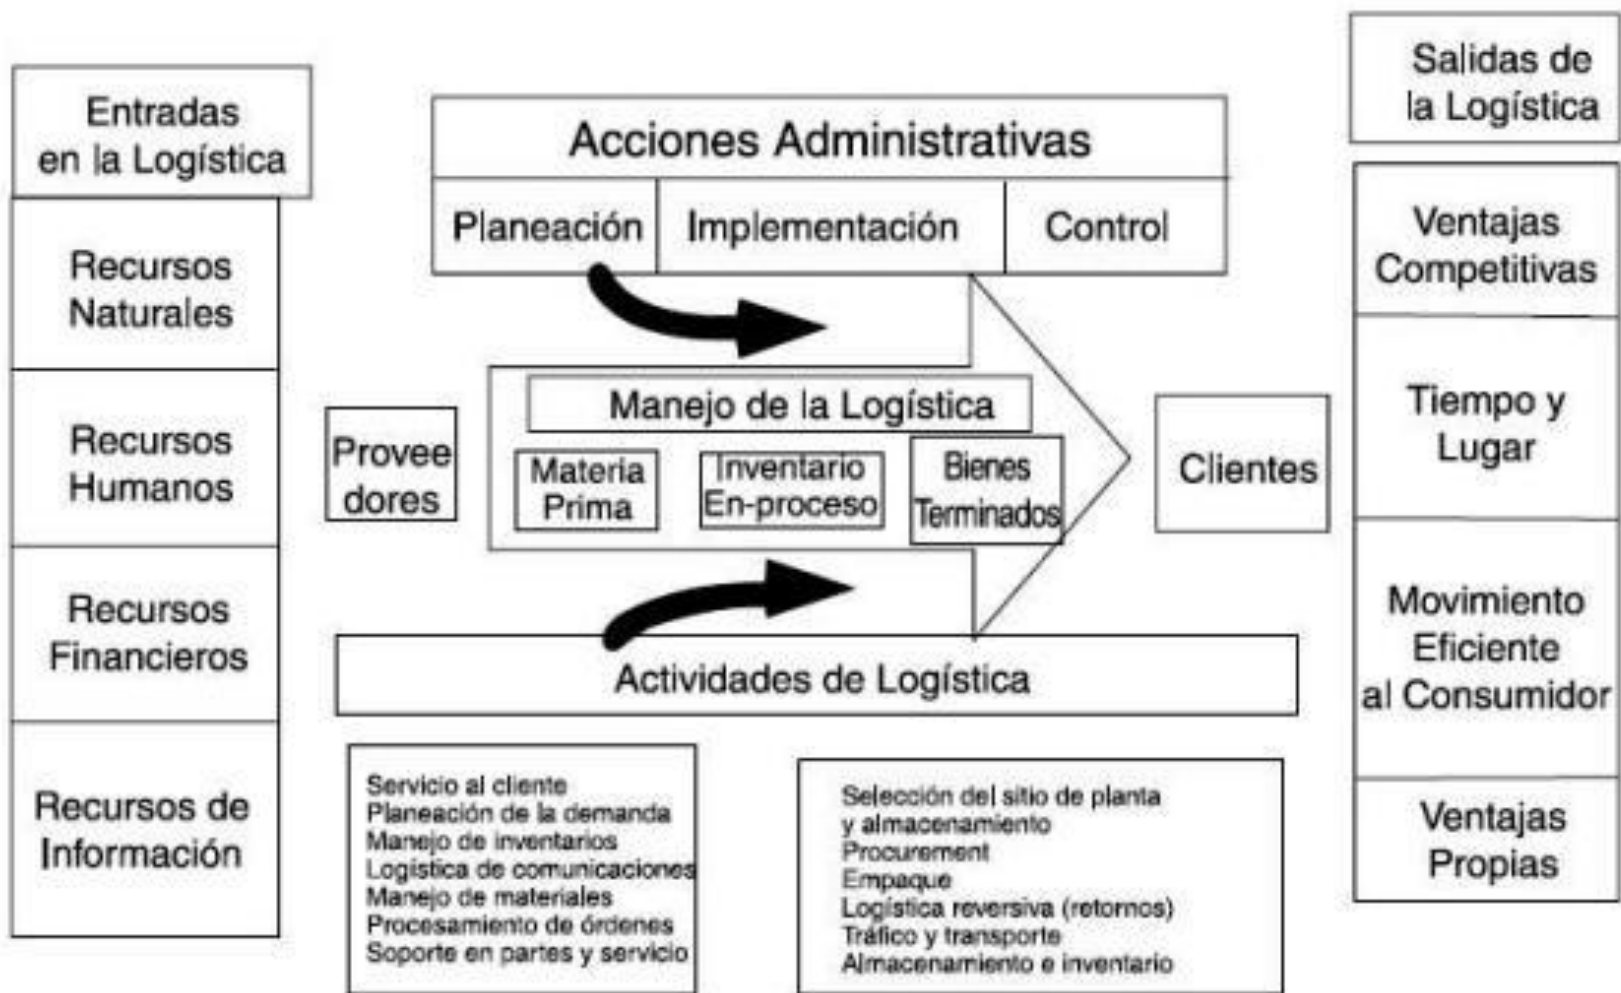 Entradas
en la Logística
Recursos
Naturales
Recursos
Humanos
Recursos
Financieros
Recursos de
Información
Acciones Administrativas
Planeación
Implementación
Control
Provee
dores
Manejo de la Logística
Materia
Prima
Inventario
En-proceso
Bienes
Terminados
Clientes
Actividades de Logística
Servicio al cliente
Planeación de la demanda
Manejo de inventarios
Logística de comunicaciones
Manejo de materiales
Procesamiento de órdenes
Soporte en partes y servicio
Selección del sitio de planta
y almacenamiento
Procurement
Empaque
Logística reversiva (retornos)
Tráfico y transporte
Almacenamiento e inventario
Salidas de
la Logística
Ventajas
Competitivas
Tiempo y
Lugar
Movimiento
Eficiente
al Consumidor
Ventajas
Propias